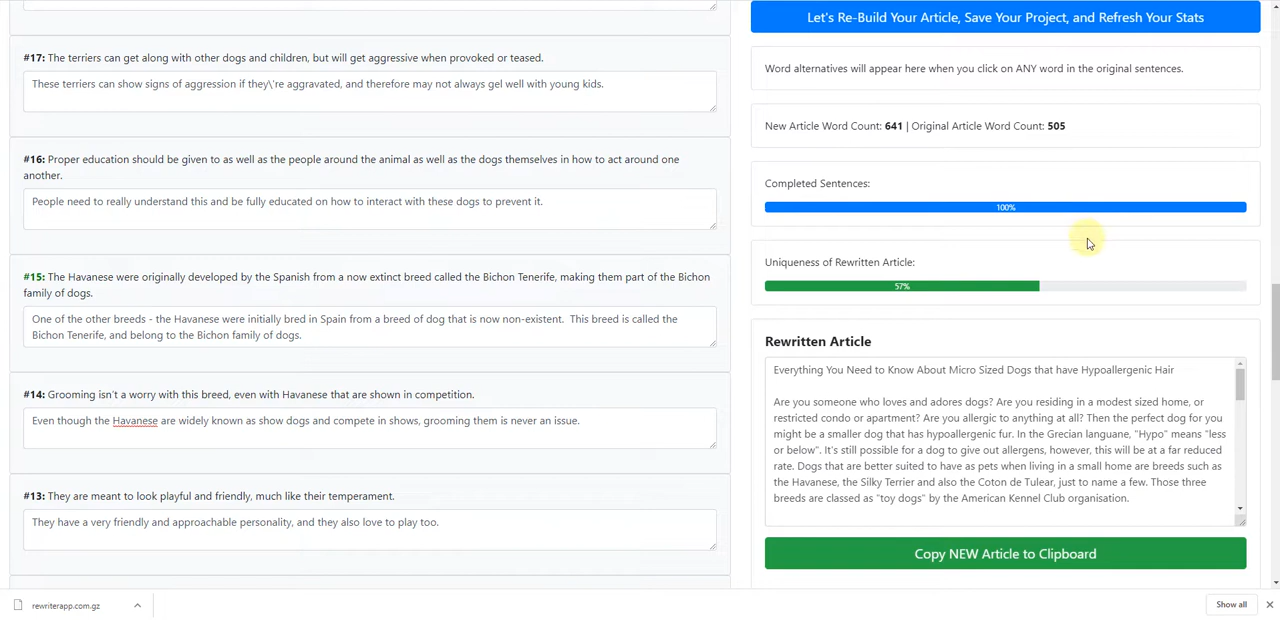 #17: The terriers can get along with other dogs and children, but will get aggressive when provoked or teased.
These terriers can show signs of aggression if they\'re aggravated, and therefore may not always gel well with young kids.
#16: Proper education should be given to as well as the people around the animal as well as the dogs themselves in how to act around one
another.
People need to really understand this and be fully educated on how to interact with these dogs to prevent it.
#15: The Havanese were originally developed by the Spanish from a now extinct breed called the Bichon Tenerife, making them part of the Bichon
family of dogs.
One of the other breeds - the Havanese were initially bred in Spain from a breed of dog that is now non-existent.  This breed is called the
Bichon Tenerife, and belong to the Bichon family of dogs.
#14: Grooming isn't a worry with this breed, even with Havanese that are shown in competition.
Even though the Havanese are widely known as show dogs and compete in shows, grooming them is never an issue.
#13: They are meant to look playful and friendly, much like their temperament.
They have a very friendly and approachable personality, and they also love to play too.
Let's Re-Build Your Article, Save Your Project, and Refresh Your Stats
Word alternatives will appear here when you click on ANY word in the original sentences.
New Article Word Count: 641 | Original Article Word Count: 505
Completed Sentences:
100%
Uniqueness of Rewritten Article:
57%
Rewritten Article
Everything You Need to Know About Micro Sized Dogs that have Hypoallergenic Hair
Are you someone who loves and adores dogs? Are you residing in a modest sized home, or
restricted condo or apartment? Are you allergic to anything at all? Then the perfect dog for you
might be a smaller dog that has hypoallergenic fur. In the Grecian languane, "Hypo" means "less
or below". It's still possible for a dog to give out allergens, however, this will be at a far reduced
rate. Dogs that are better suited to have as pets when living in a small home are breeds such as
the Havanese, the Silky Terrier and also the Coton de Tulear, just to name a few. Those three
breeds are classed as "toy dogs" by the American Kennel Club organisation.
Copy NEW Article to Clipboard
rewriterapp.com.gz
Show all